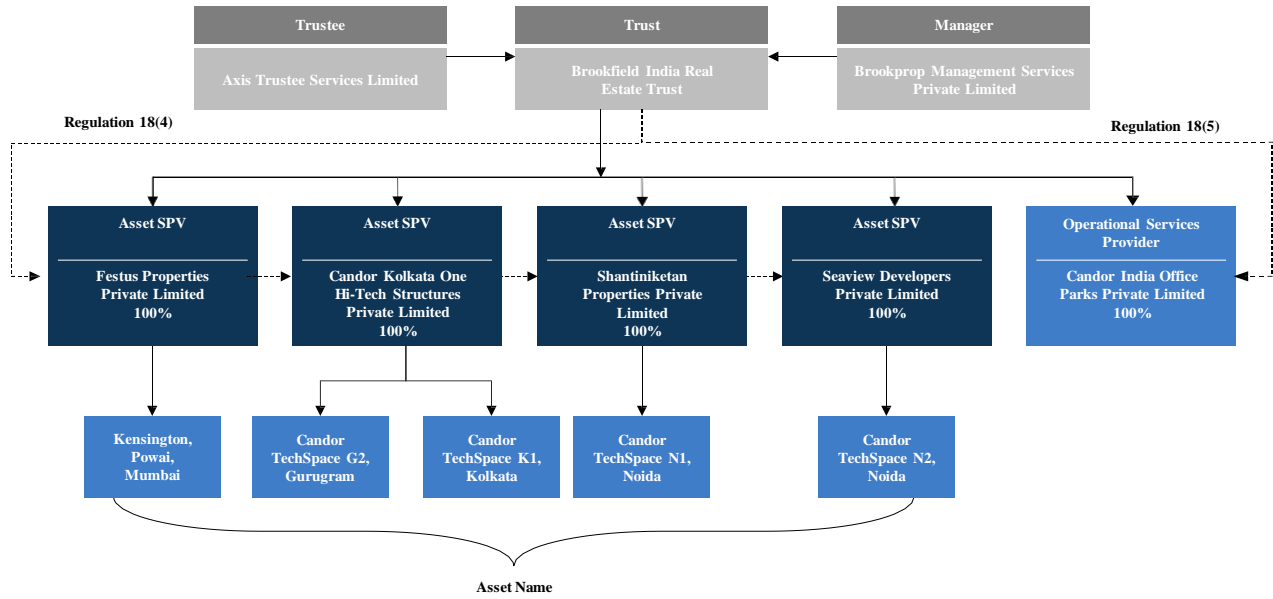 Trustee
Axis Trustee Services Limited
Trust
Brookfield India Real
Estate Trust
Manager
Brookprop Management Services
Private Limited
Regulation 18(4)
Regulation 18(5)
Asset SPV
Festus Properties
Private Limited
100%
Asset SPV
Candor Kolkata One
Hi-Tech Structures
Private Limited
100%
Asset SPV
Shantiniketan
Properties Private
Limited
100%
Asset SPV
Seaview Developers
Private Limited
100%
Operational Services
Provider
Candor India Office
Parks Private Limited
100%
Kensington,
Powai,
Mumbai
Candor
TechSpace G2,
Gurugram
Candor
TechSpace K1,
Kolkata
Candor
TechSpace N1,
Noida
Candor
TechSpace N2,
Noida
Asset Name